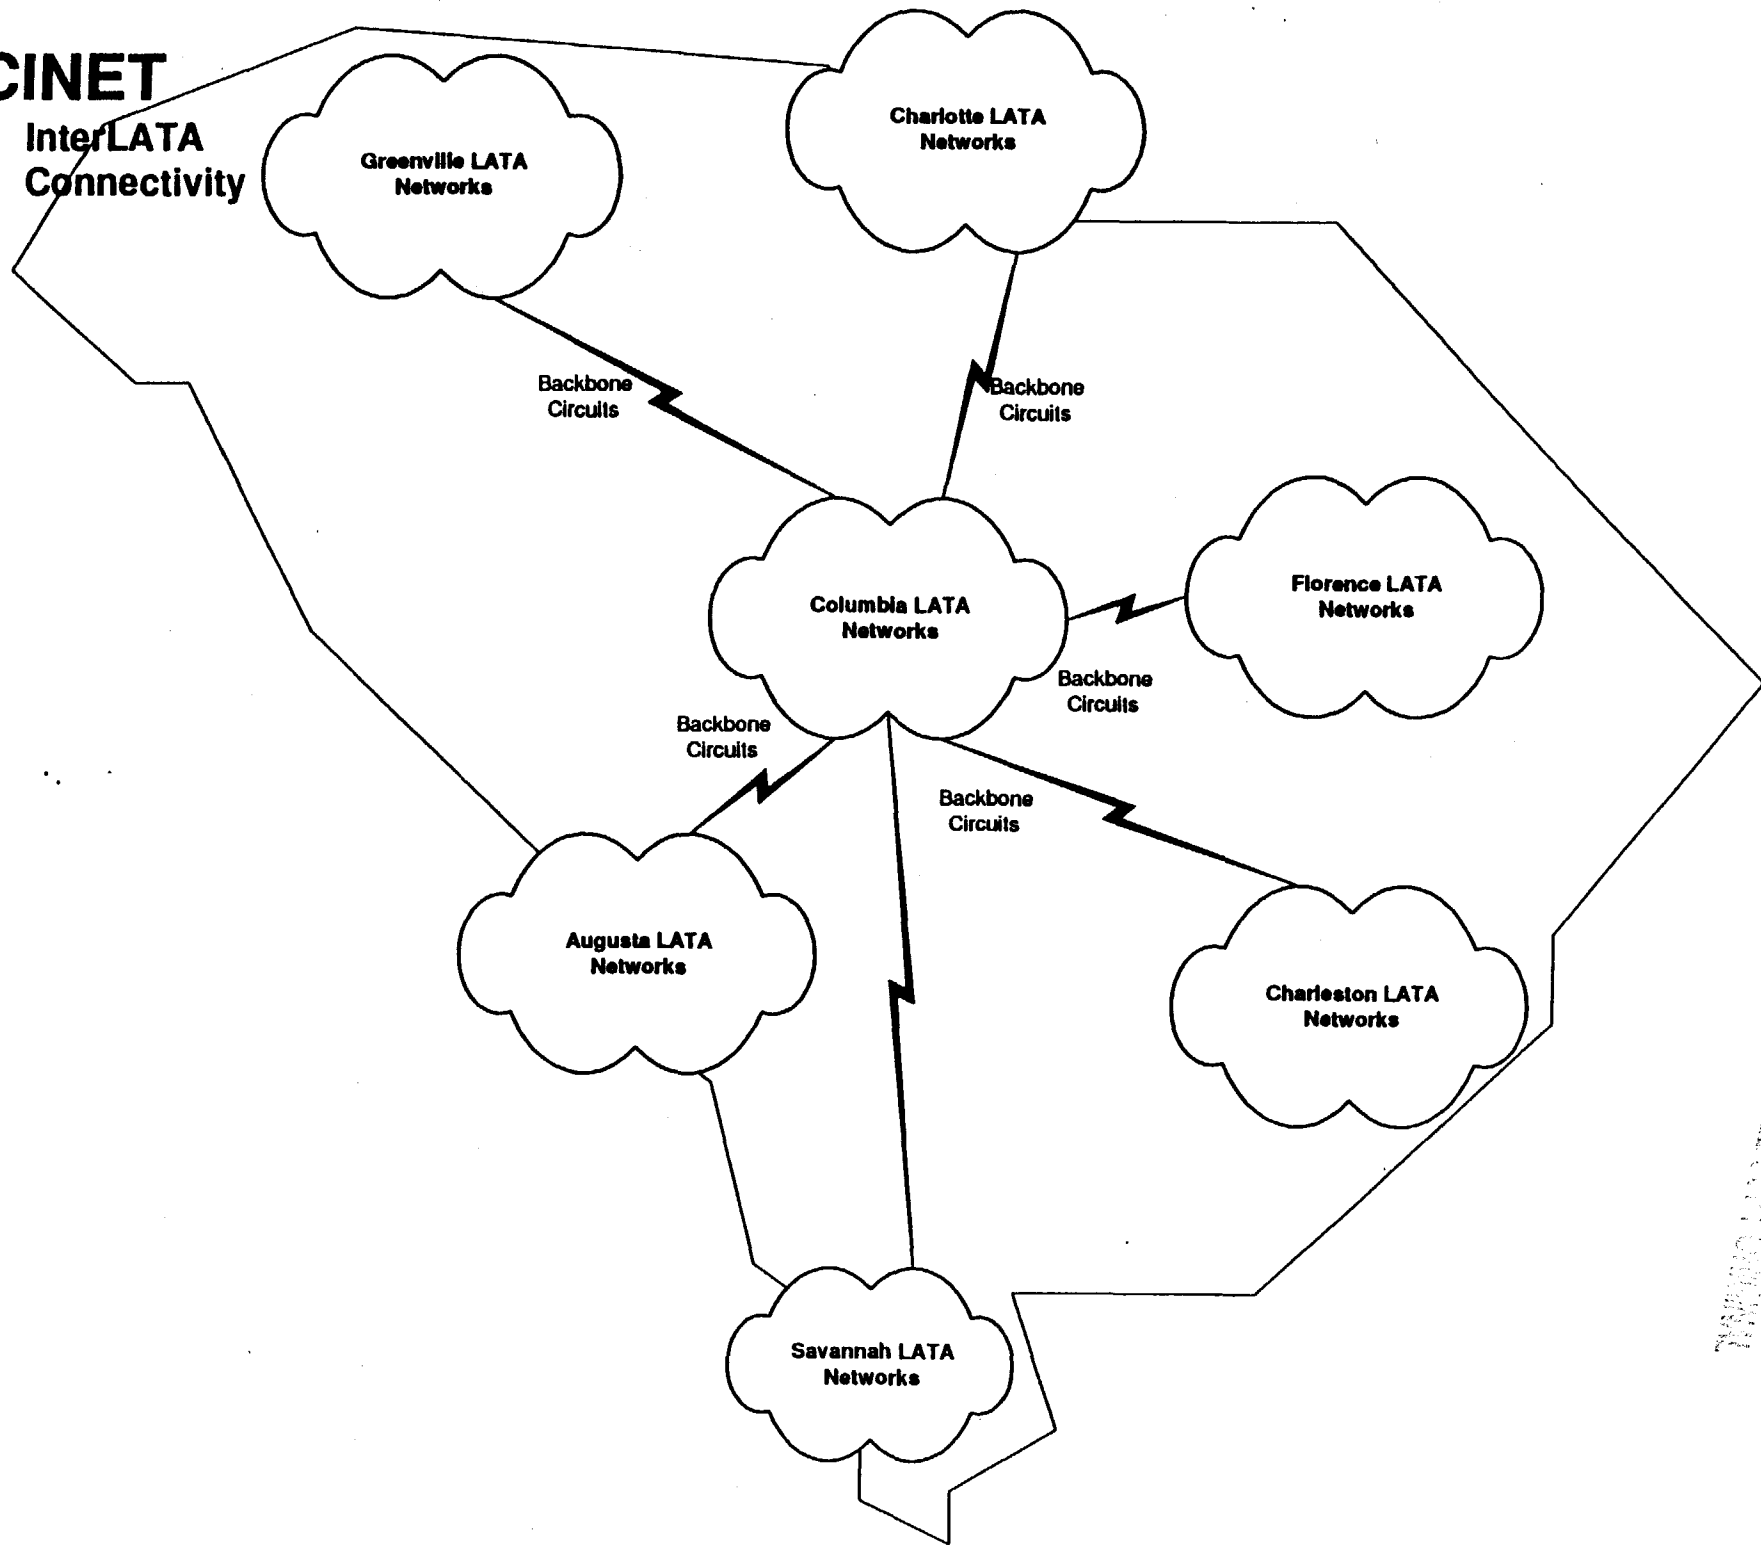 CINET
InterLATA
Connectivity
Greenville LATA
Networks
Charlotte LATA
Networks
Backbone
Circuits
Backbone
Circuits
Columbia LATA
Networks
Florence LATA
Networks
Backbone
Circuits
Backbone
Circuits
Backbone
Circuits
Augusta LATA
Networks
Charleston LATA
Networks
Savannah LATA
Networks